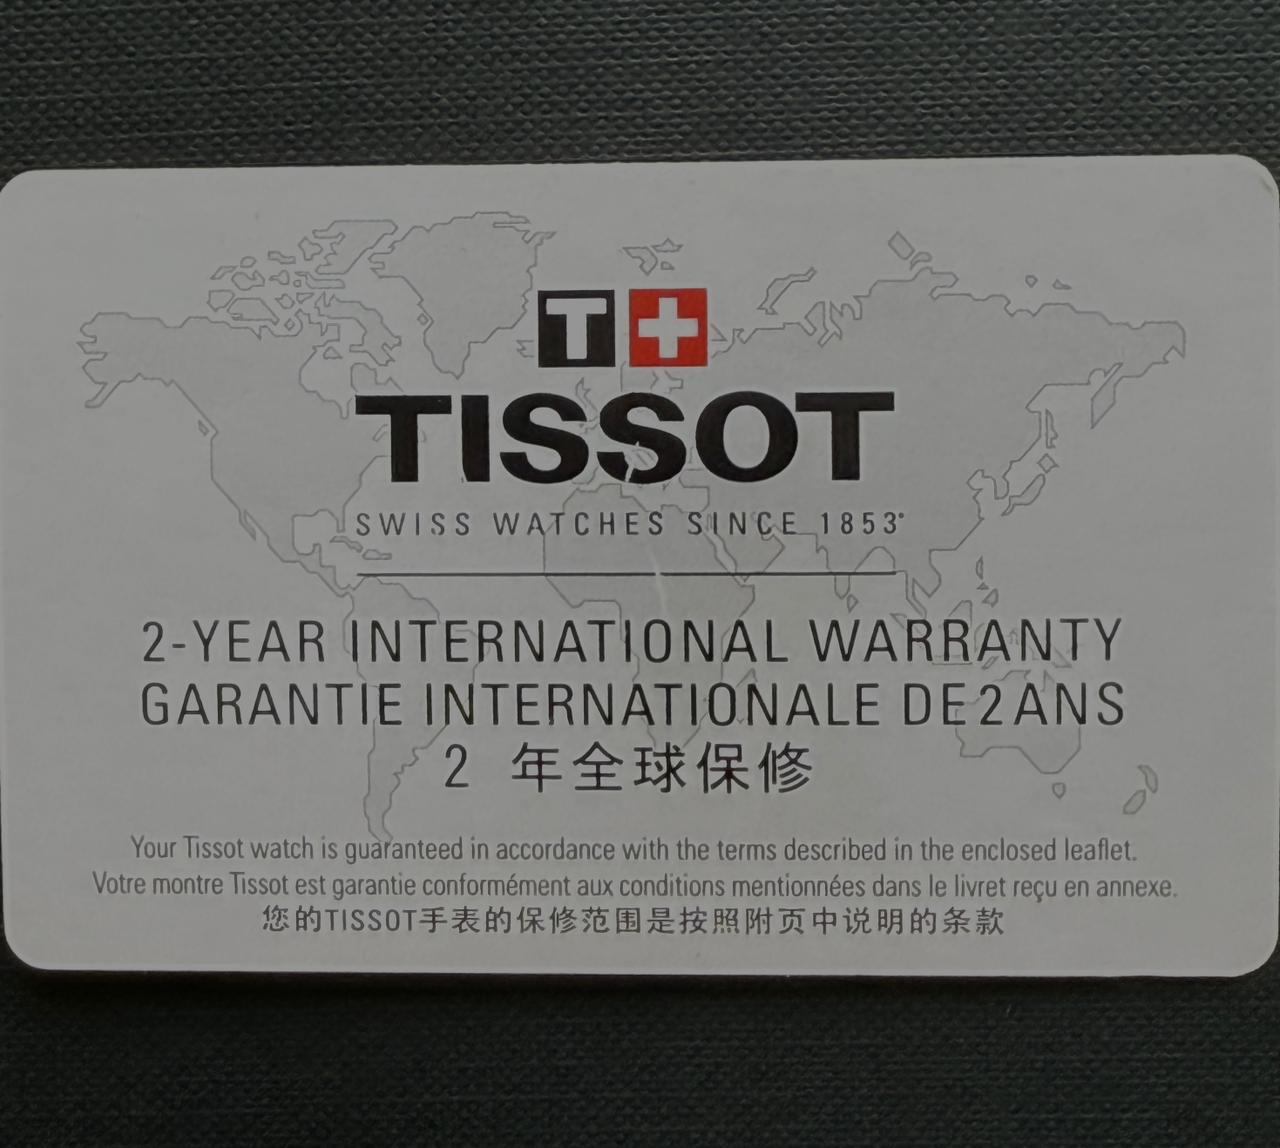 T
TISSOT
SWISS WATCHES SINCE 1853
2-YEAR INTERNATIONAL WARRANTY
GARANTIE INTERNATIONALE DE 2 ANS
2 年全球保修
Your Tissot watch is guaranteed in accordance with the terms described in the enclosed leaflet.
Votre montre Tissot est garantie conformément aux conditions mentionnées dans le livret reçu en annexe.
您的TISSOT手表的保修范围是按照附页中说明的条款